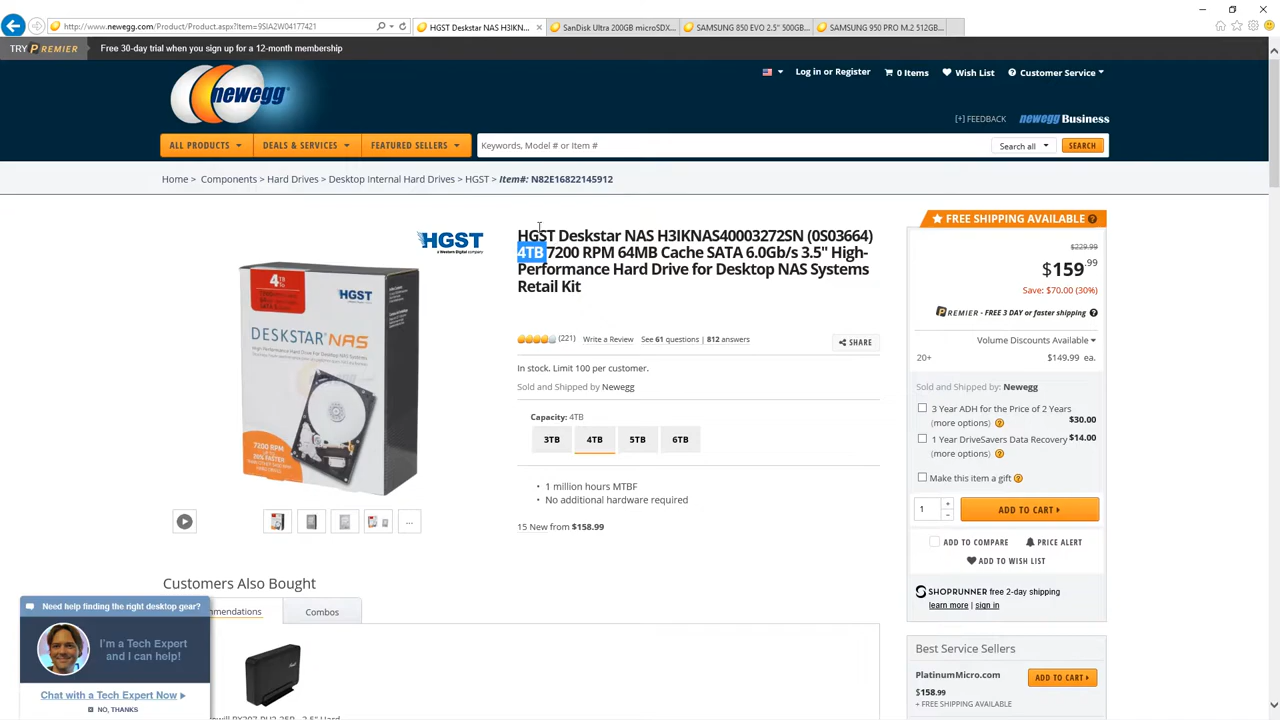 http://www.newegg.com/Product/Product.aspx?Item=9SIA2W04177421
HGST Deskstar NAS H3IKN...
SanDisk Ultra 200GB microSDX...
SAMSUNG 850 EVO 2.5" 500GB...
SAMSUNG 950 PRO M.2 512GB...
TRY PREMIER
Free 30-day trial when you sign up for a 12-month membership
newegg
Log in or Register
0 Items
Wish List
Customer Service
[+] FEEDBACK
newegg Business
ALL PRODUCTS
DEALS & SERVICES
FEATURED SELLERS
Keywords, Model # or Item #
Search all
SEARCH
Home > Components > Hard Drives > Desktop Internal Hard Drives > HGST > Item#: N82E16822145912
HGST
HGST Deskstar NAS H3IKNAS40003272SN (0S03664)
4TB 7200 RPM 64MB Cache SATA 6.0Gb/s 3.5" High-
Performance Hard Drive for Desktop NAS Systems
Retail Kit
4TB
HGST
DESKSTAR NAS
7200 RPM
(221)
Write a Review
See 61 questions | 812 answers
SHARE
In stock. Limit 100 per customer.
Sold and Shipped by Newegg
Capacity: 4TB
3TB
4TB
5TB
6TB
• 1 million hours MTBF
• No additional hardware required
15 New from $158.99
...
FREE SHIPPING AVAILABLE
$229.99
$159.99
Save: $70.00 (30%)
PREMIER - FREE 3 DAY or faster shipping
Volume Discounts Available
20+ $149.99 ea.
Sold and Shipped by: Newegg
3 Year ADH for the Price of 2 Years
(more options) $30.00
1 Year DriveSavers Data Recovery $14.00
(more options)
Make this item a gift
1
ADD TO CART
ADD TO COMPARE
PRICE ALERT
ADD TO WISH LIST
SHOPRUNNER free 2-day shipping
learn more | sign in
Best Service Sellers
PlatinumMicro.com
ADD TO CART
$158.99
+ FREE SHIPPING AVAILABLE
Customers Also Bought
mmendations
Combos
Need help finding the right desktop gear?
I'm a Tech Expert
and I can help!
Chat with a Tech Expert Now
NO, THANKS